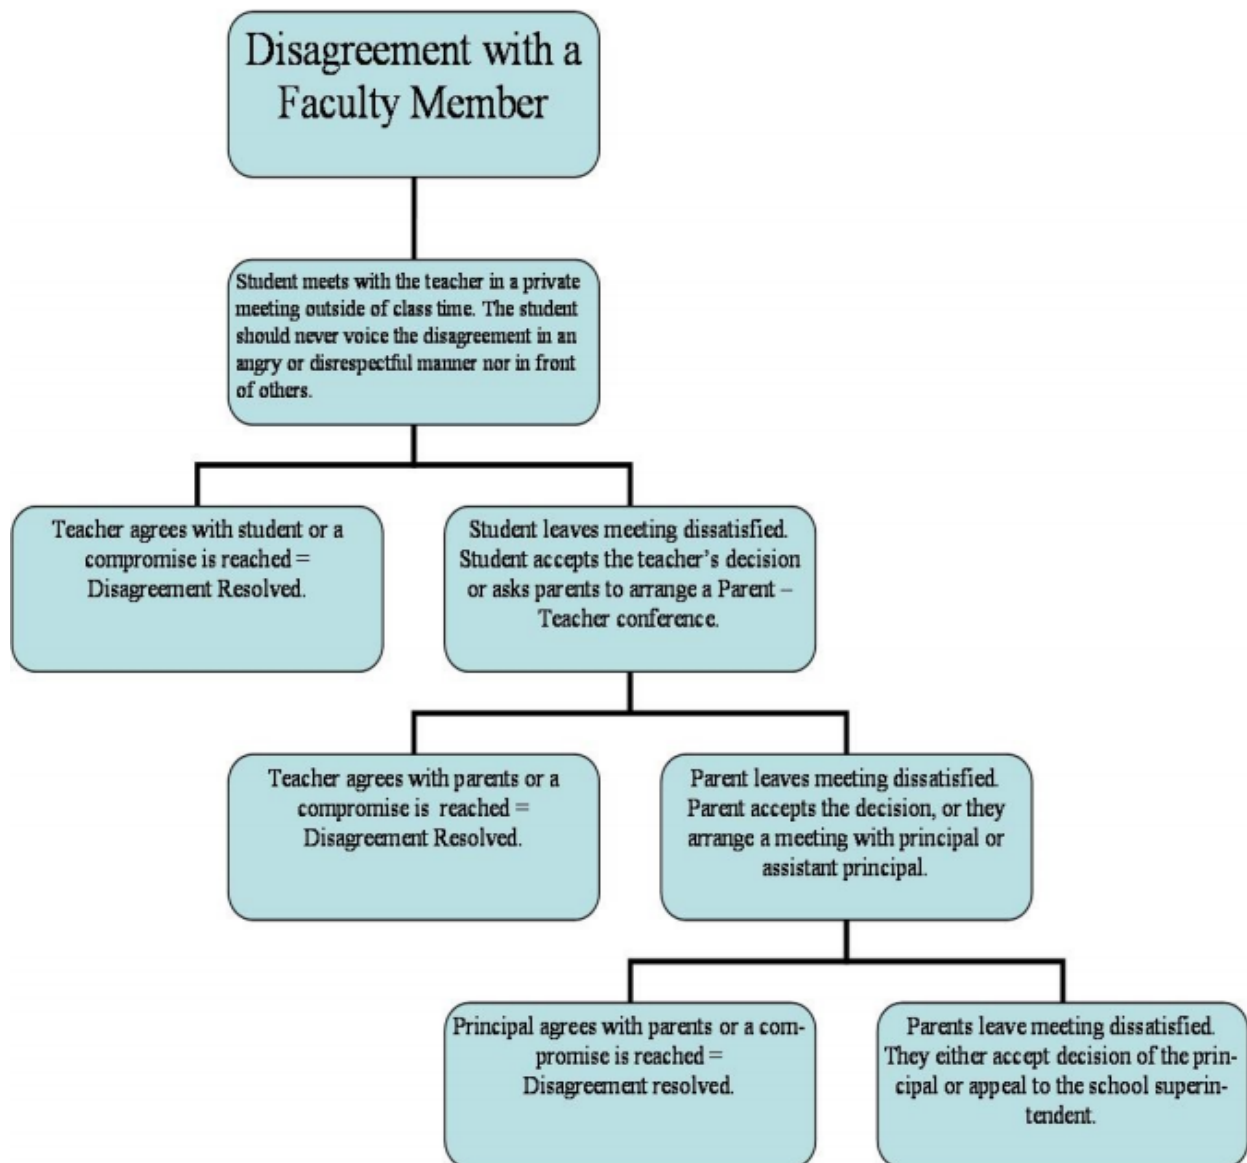 Disagreement with a
Faculty Member
Student meets with the teacher in a private
meeting outside of class time. The student
should never voice the disagreement in an
angry or disrespectful manner nor in front
of others.
Teacher agrees with student or a
compromise is reached =
Disagreement Resolved.
Student leaves meeting dissatisfied.
Student accepts the teacher's decision
or asks parents to arrange a Parent –
Teacher conference.
Teacher agrees with parents or a
compromise is reached =
Disagreement Resolved.
Parent leaves meeting dissatisfied.
Parent accepts the decision, or they
arrange a meeting with principal or
assistant principal.
Principal agrees with parents or a com-
promise is reached =
Disagreement resolved.
Parents leave meeting dissatisfied.
They either accept decision of the prin-
cipal or appeal to the school superin-
tendent.